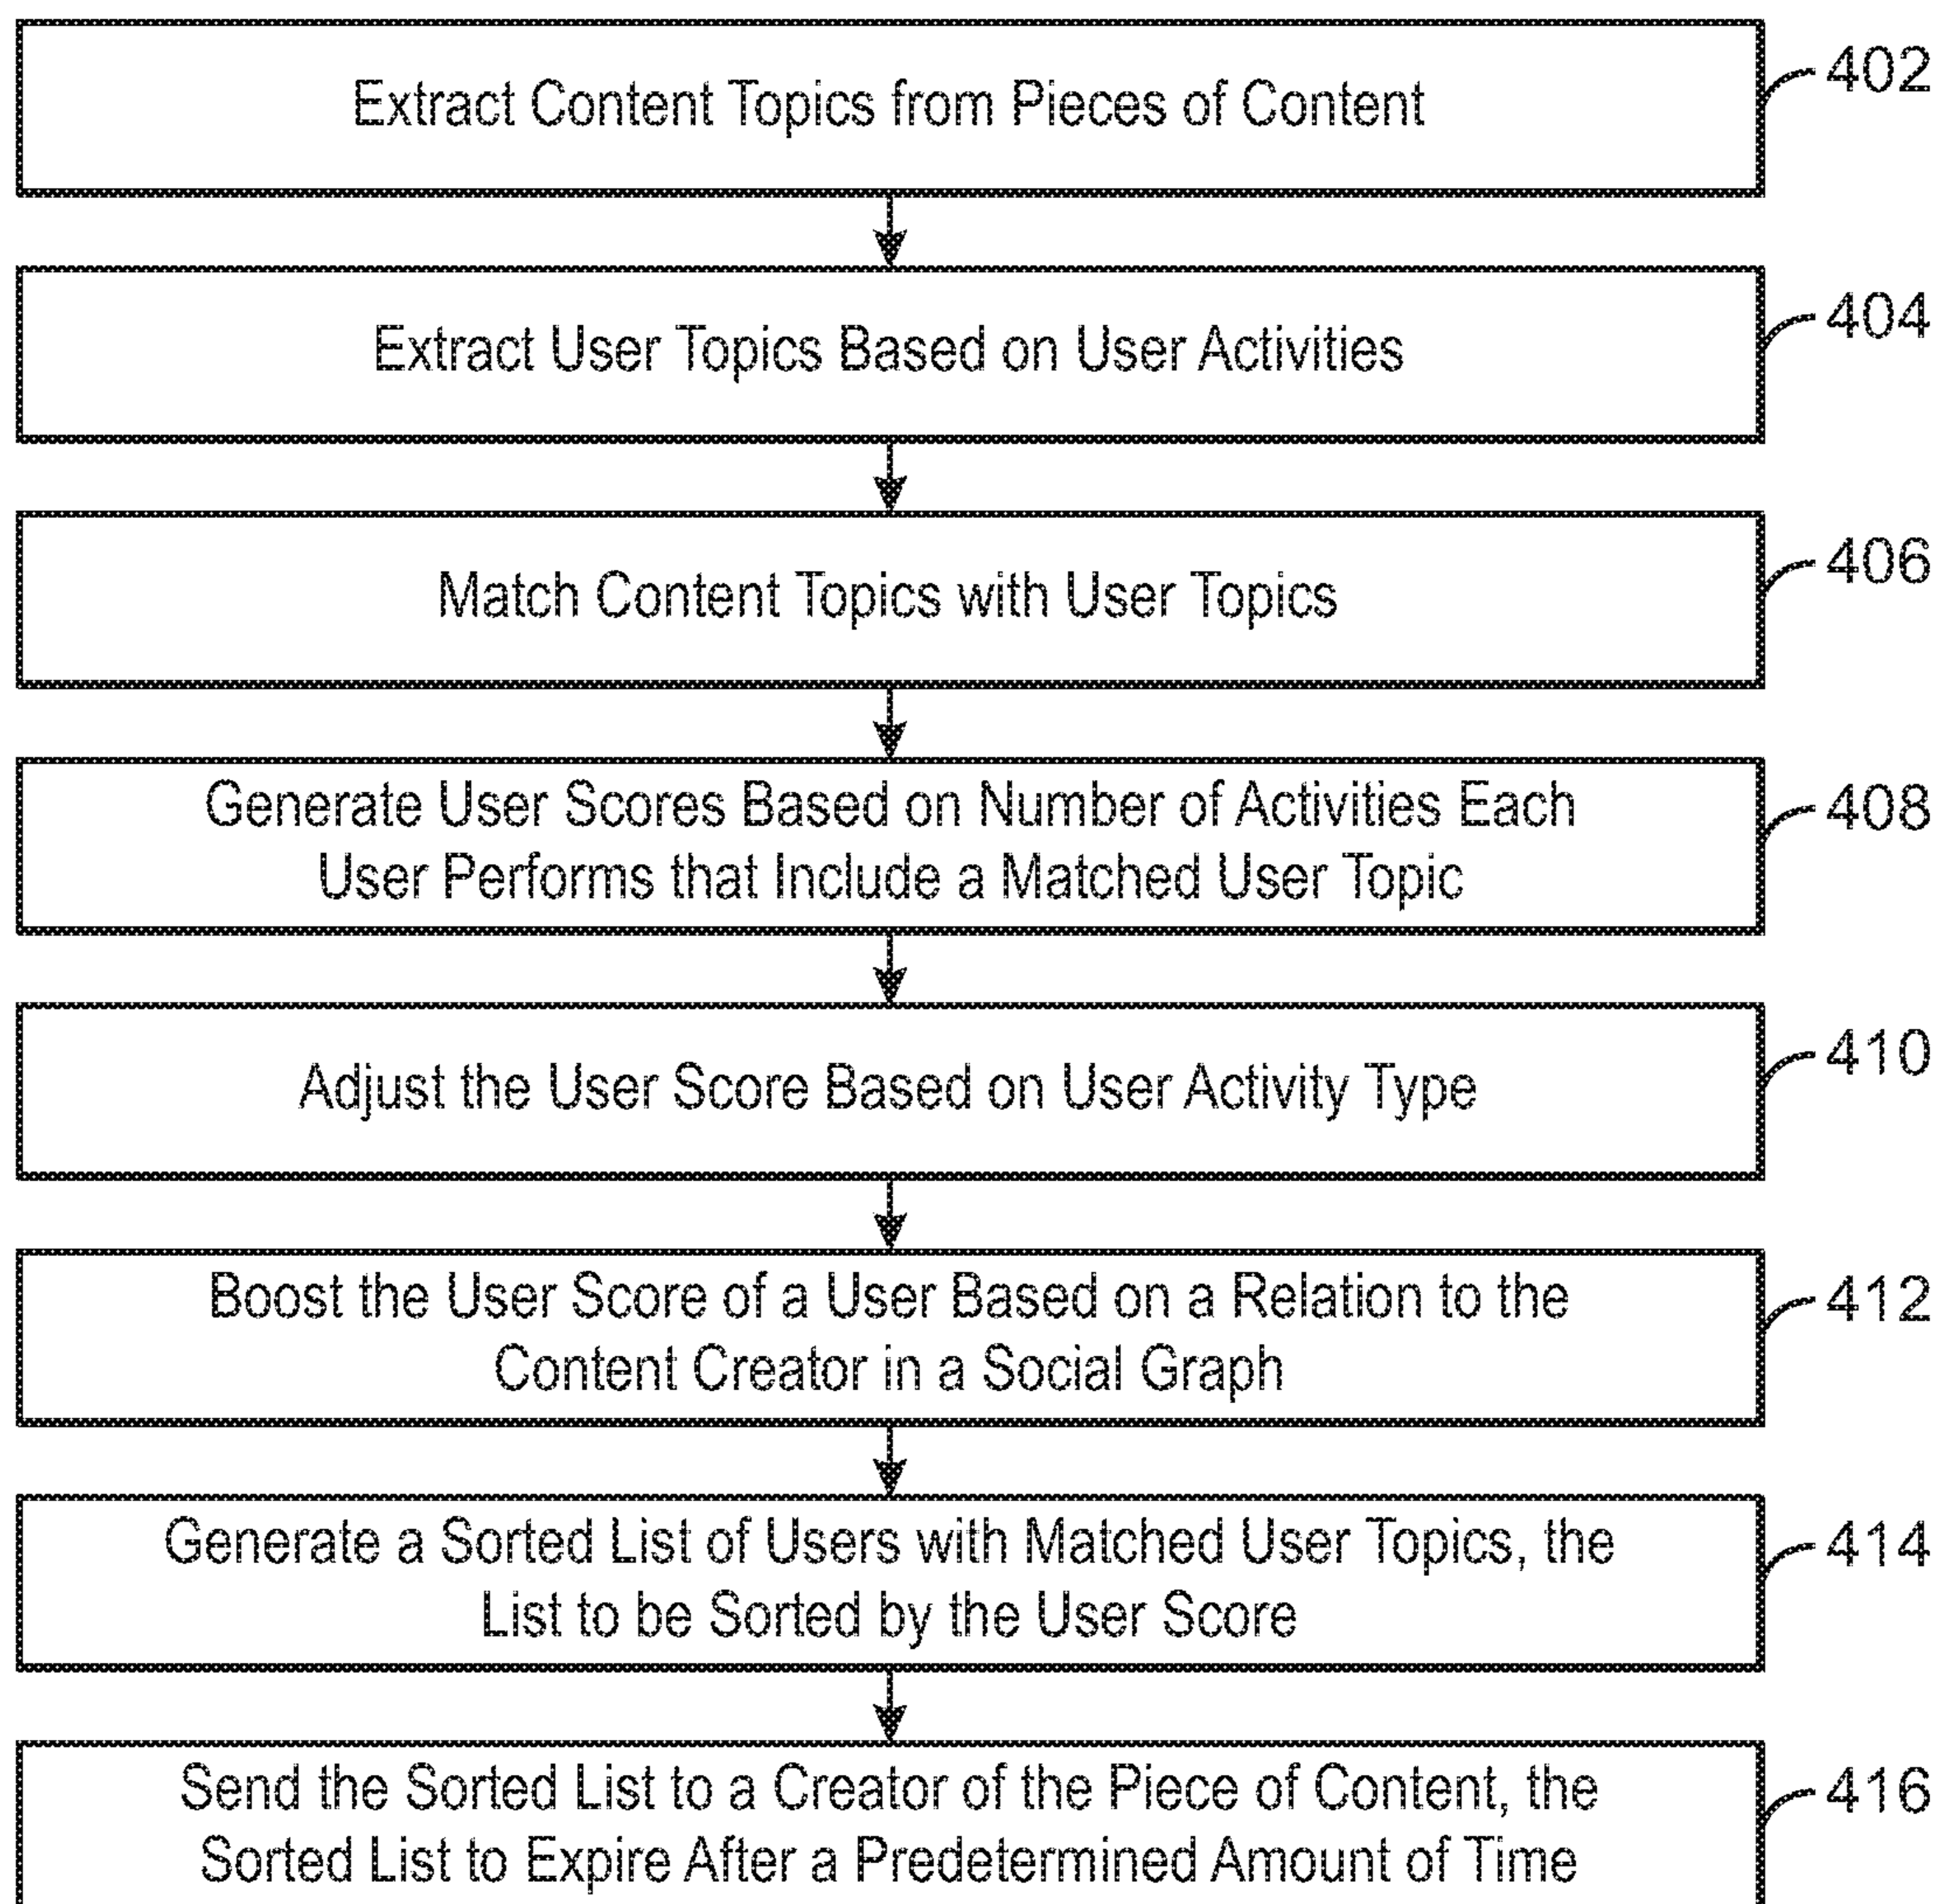 Extract Content Topics from Pieces of Content
402
Extract User Topics Based on User Activities
404
Match Content Topics with User Topics
406
Generate User Scores Based on Number of Activities Each
User Performs that Include a Matched User Topic
408
Adjust the User Score Based on User Activity Type
410
Boost the User Score of a User Based on a Relation to the
Content Creator in a Social Graph
412
Generate a Sorted List of Users with Matched User Topics, the
List to be Sorted by the User Score
414
Send the Sorted List to a Creator of the Piece of Content, the
Sorted List to Expire After a Predetermined Amount of Time
416